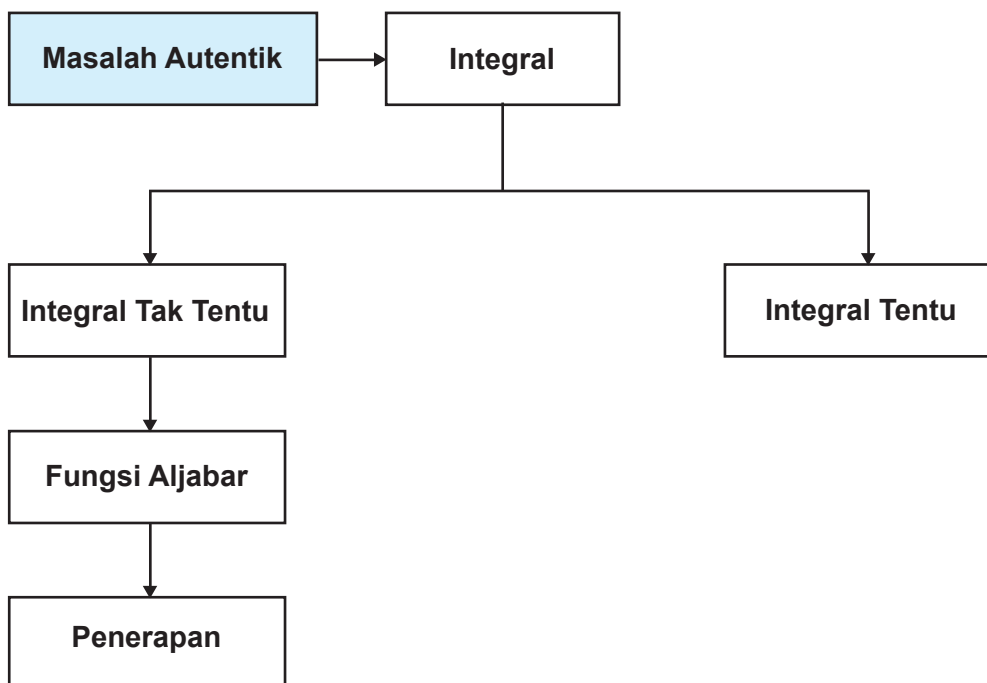 Masalah Autentik
Integral
Integral Tak Tentu
Integral Tentu
Fungsi Aljabar
Penerapan